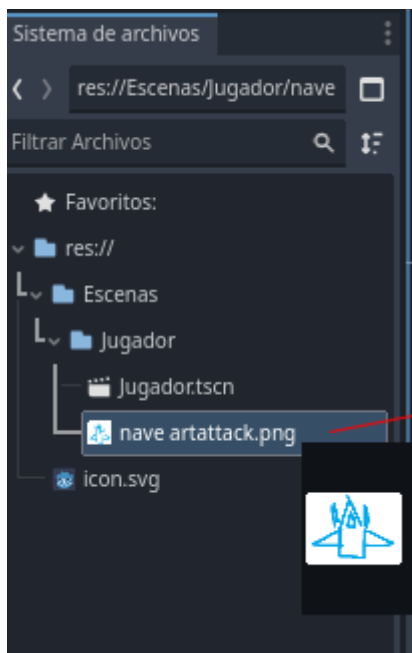 Sistema de archivos
res://Escenas/Jugador/nave
Filtrar Archivos
Favoritos:
res://
Escenas
Jugador
Jugador.tscn
nave artattack.png
icon.svg